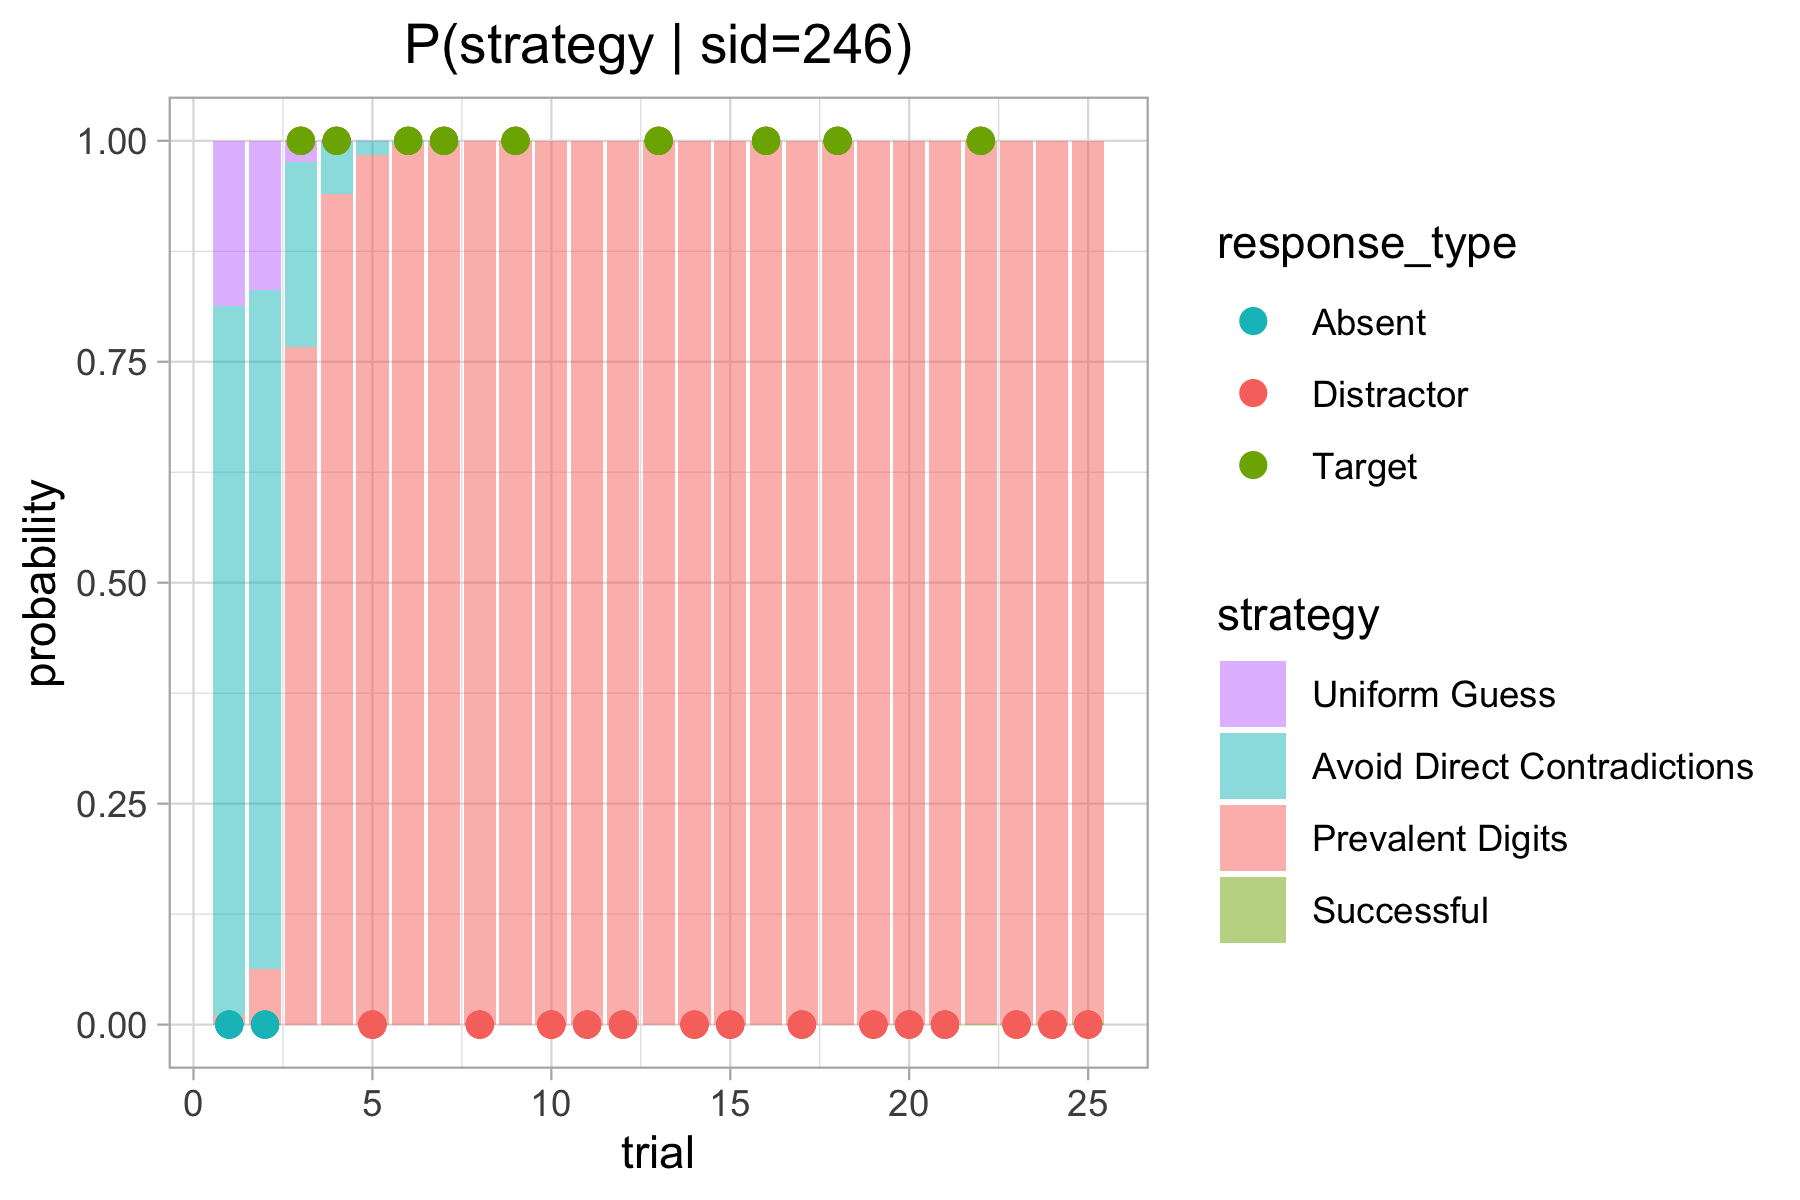 P(strategy | sid=246)
1.00
0.75
0.50
0.25
0.00
probability
0 5 10 15 20 25
trial
response_type
Absent
Distractor
Target
strategy
Uniform Guess
Avoid Direct Contradictions
Prevalent Digits
Successful